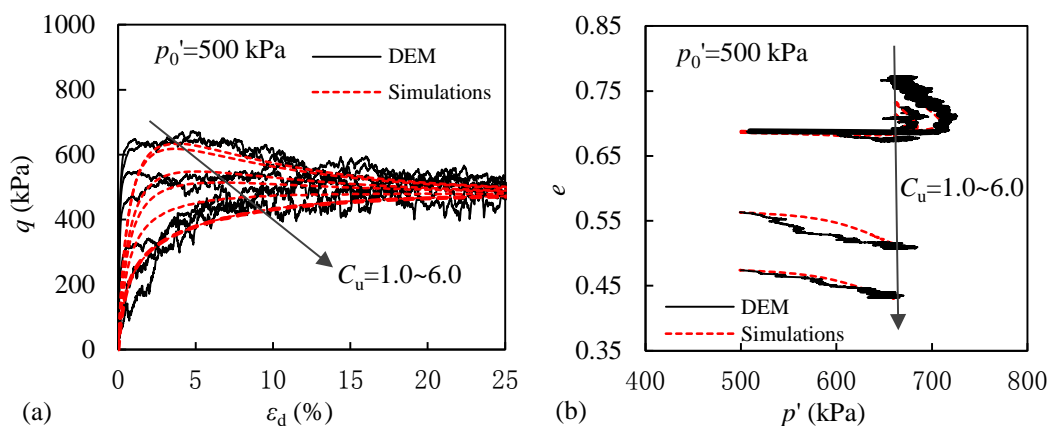 1000
800
600
400
200
0
q (kPa)
p₀'=500 kPa
DEM
Simulations
Cᵤ=1.0~6.0
0 5 10 15 20 25
(a) ε_d (%)
0.85
0.75
0.65
0.55
0.45
0.35
e
p₀'=500 kPa
Cᵤ=1.0~6.0
DEM
Simulations
400 500 600 700 800
(b) p' (kPa)